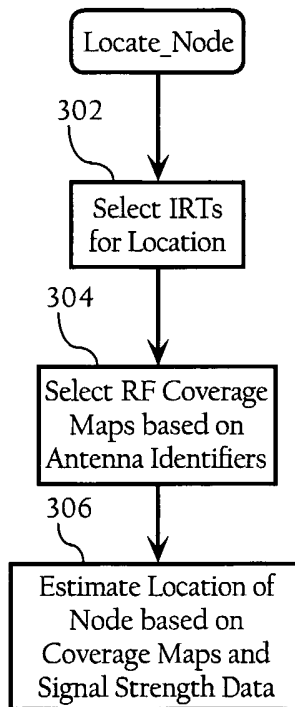 Locate_Node
302
Select IRTs
for Location
304
Select RF Coverage
Maps based on
Antenna Identifiers
306
Estimate Location of
Node based on
Coverage Maps and
Signal Strength Data